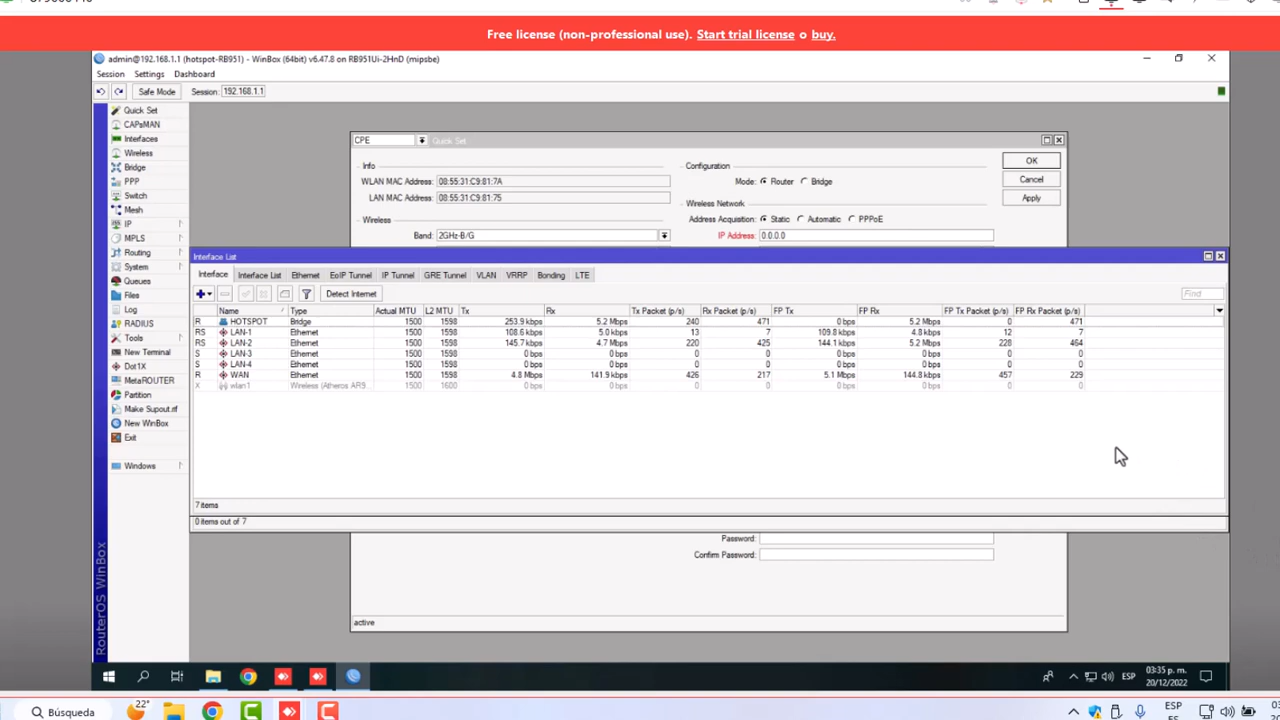 Free license (non-professional use). Start trial license o buy.
admin@192.168.1.1 (hotspot-RB951) - WinBox (64bit) v6.47.8 on RB951Ui-2HnD (mipsbe)
Session Settings Dashboard
Safe Mode Session: 192.168.1.1
Quick Set
CAPsMAN
Interfaces
Wireless
Bridge
PPP
Switch
Mesh
IP
MPLS
Routing
System
Queues
Files
Log
RADIUS
Tools
New Terminal
Dot1X
MetaROUTER
Partition
Make Supout.rif
New WinBox
Exit
Windows
RouterOS WinBox
CPE Quick Set
Info
WLAN MAC Address: 08:55:31:C9:81:7A
LAN MAC Address: 08:55:31:C9:81:75
Wireless
Band: 2GHz-B/G
Configuration
Mode: Router Bridge
Wireless Network
Address Acquisition: Static Automatic PPPoE
IP Address: 0.0.0.0
OK
Cancel
Apply
Interface List
Interface Interface List Ethernet EoIP Tunnel IP Tunnel GRE Tunnel VLAN VRRP Bonding LTE
Detect Internet Find
Name Type Actual MTU L2 MTU Tx Rx Tx Packet (p/s) Rx Packet (p/s) FP Tx FP Rx FP Tx Packet (p/s) FP Rx Packet (p/s)
R HOTSPOT Bridge 1500 1598 253.9 kbps 5.2 Mbps 240 471 0 bps 5.2 Mbps 0 471
RS LAN-1 Ethernet 1500 1598 108.6 kbps 5.0 kbps 13 7 109.8 kbps 4.8 kbps 12 7
RS LAN-2 Ethernet 1500 1598 145.7 kbps 4.7 Mbps 220 425 144.1 kbps 5.2 Mbps 228 464
S LAN-3 Ethernet 1500 1598 0 bps 0 bps 0 0 0 bps 0 bps 0 0
S LAN-4 Ethernet 1500 1598 0 bps 0 bps 0 0 0 bps 0 bps 0 0
R WAN Ethernet 1500 1598 4.8 Mbps 141.9 kbps 426 217 5.1 Mbps 144.8 kbps 457 229
X wlan1 Wireless (Atheros AR9... 1500 1600 0 bps 0 bps 0 0 0 bps 0 bps 0 0
7 items
0 items out of 7
Password:
Confirm Password:
active
ESP 03:35 p. m.
20/12/2022
Búsqueda 22° ESP